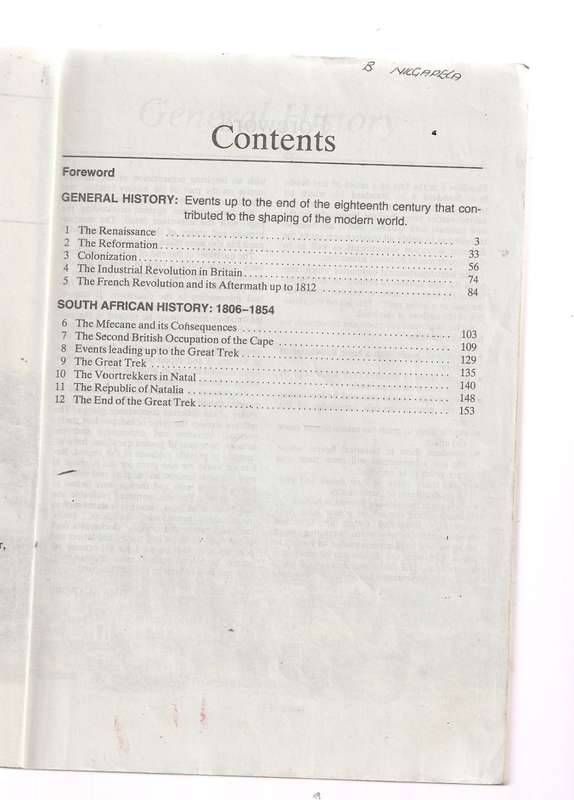 Contents
Foreword
GENERAL HISTORY: Events up to the end of the eighteenth century that con-
tributed to the shaping of the modern world.
1 The Renaissance 3
2 The Reformation 33
3 Colonization 56
4 The Industrial Revolution in Britain 74
5 The French Revolution and its Aftermath up to 1812 84
SOUTH AFRICAN HISTORY: 1806–1854
6 The Mfecane and its Consequences 103
7 The Second British Occupation of the Cape 109
8 Events leading up to the Great Trek 129
9 The Great Trek 135
10 The Voortrekkers in Natal 140
11 The Republic of Natalia 148
12 The End of the Great Trek 153